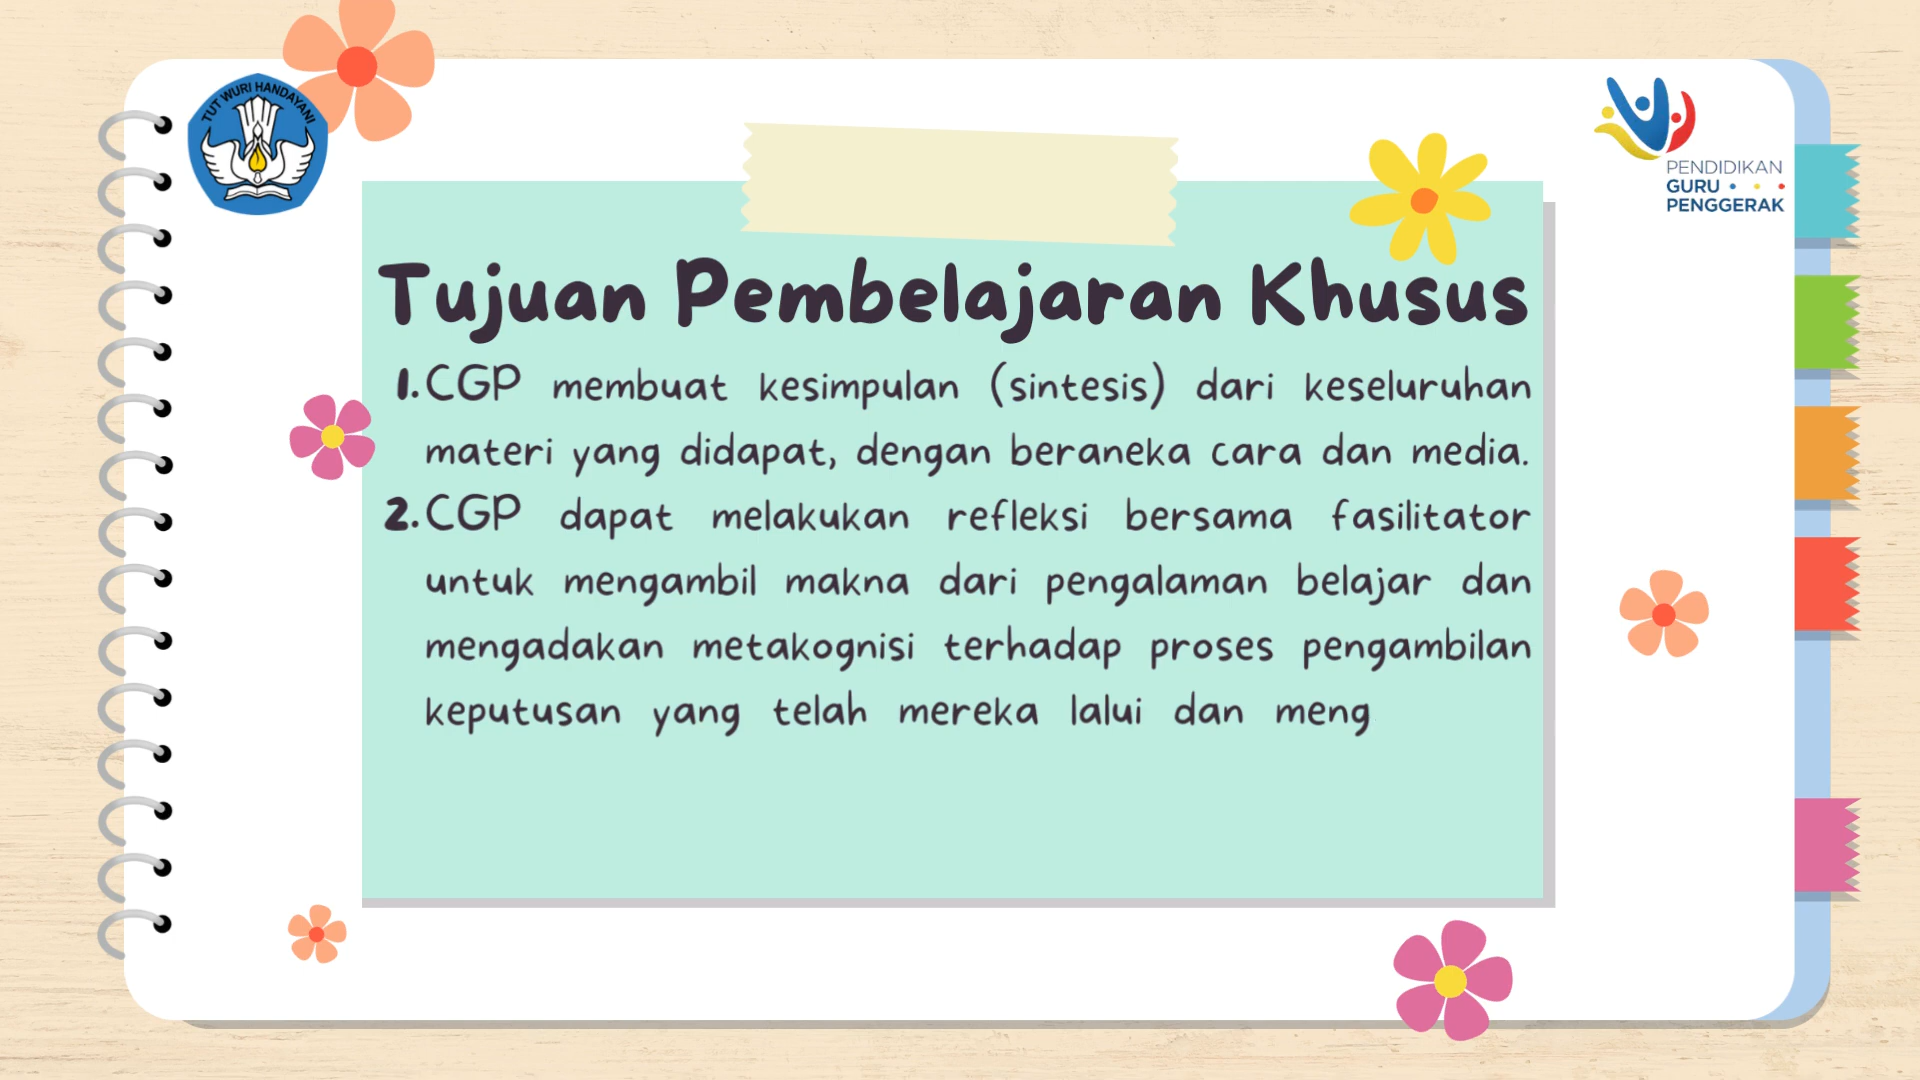 TUT WURI HANDAYANI
PENDIDIKAN
GURU
PENGGERAK
Tujuan Pembelajaran Khusus
1. CGP membuat kesimpulan (sintesis) dari keseluruhan
materi yang didapat, dengan beraneka cara dan media.
2. CGP dapat melakukan refleksi bersama fasilitator
untuk mengambil makna dari pengalaman belajar dan
mengadakan metakognisi terhadap proses pengambilan
keputusan yang telah mereka lalui dan meng